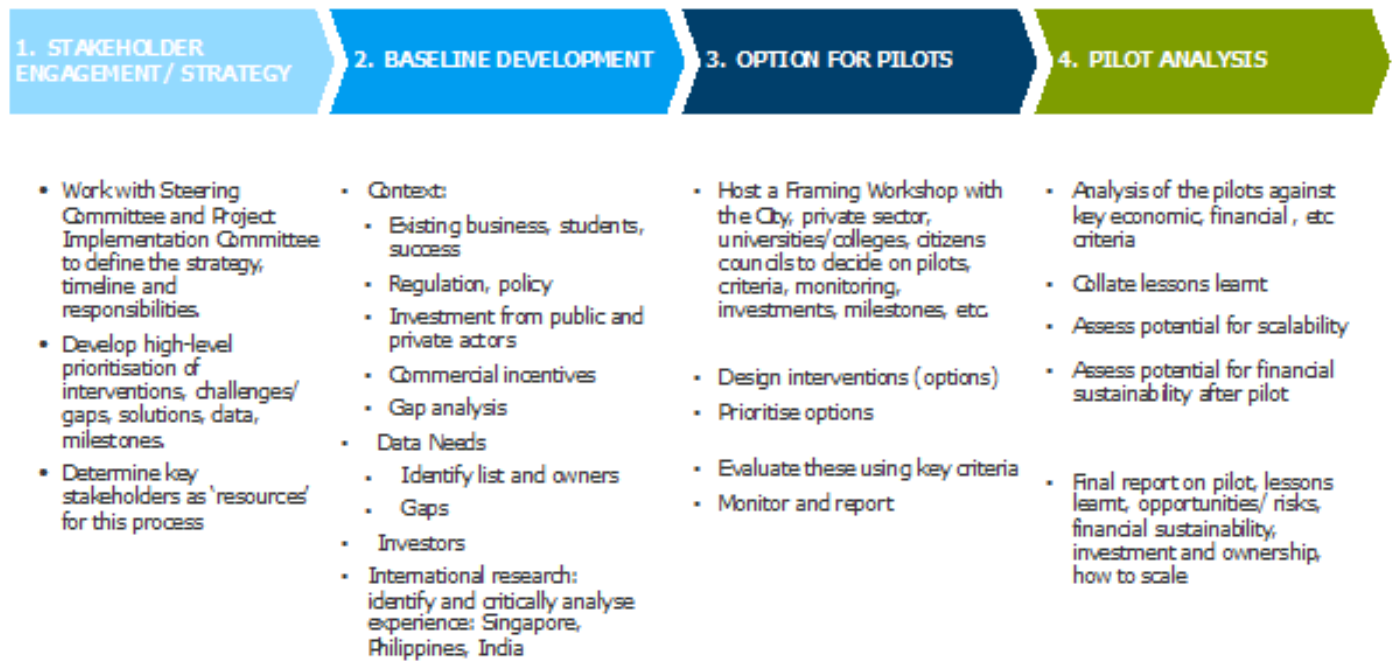 1. STAKEHOLDER
ENGAGEMENT/ STRATEGY
2. BASELINE DEVELOPMENT
3. OPTION FOR PILOTS
4. PILOT ANALYSIS
• Work with Steering
Committee and Project
Implementation Committee
to define the strategy,
timeline and
responsibilities.
• Develop high-level
prioritisation of
interventions, challenges/
gaps, solutions, data,
milestones.
• Determine key
stakeholders as 'resources'
for this process
▪ Context:
▪ Existing business, students,
success
▪ Regulation, policy
▪ Investment from public and
private actors
▪ Commercial incentives
▪ Gap analysis
▪ Data Needs
▪ Identify list and owners
▪ Gaps
▪ Investors
▪ International research:
identify and critically analyse
experience: Singapore,
Philippines, India
▪ Host a Framing Workshop with
the City, private sector,
universities/colleges, citizens
councils to decide on pilots,
criteria, monitoring,
investments, milestones, etc.
▪ Design interventions (options)
▪ Prioritise options
▪ Evaluate these using key criteria
▪ Monitor and report
▪ Analysis of the pilots against
key economic, financial , etc
criteria
▪ Collate lessons learnt
▪ Assess potential for scalability
▪ Assess potential for financial
sustainability after pilot
▪ Final report on pilot, lessons
learnt, opportunities/ risks,
financial sustainability,
investment and ownership,
how to scale